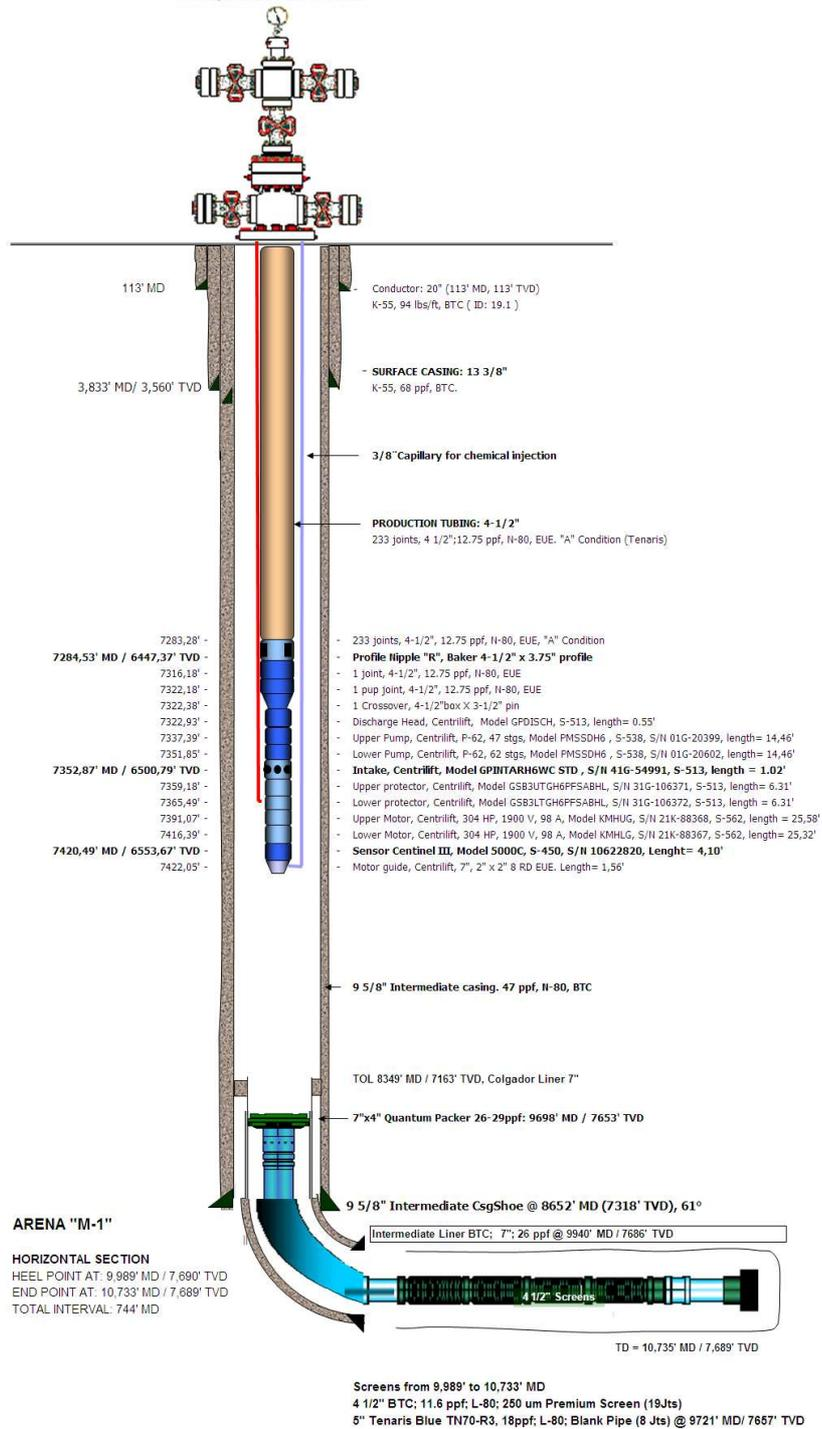 113' MD
Conductor: 20" (113' MD, 113' TVD)
K-55, 94 lbs/ft, BTC ( ID: 19.1 )
SURFACE CASING: 13 3/8"
3,833' MD/ 3,560' TVD
K-55, 68 ppf, BTC.
3/8¨Capillary for chemical injection
PRODUCTION TUBING: 4-1/2"
233 joints, 4 1/2";12.75 ppf, N-80, EUE. "A" Condition (Tenaris)
7283,28' - - 233 joints, 4-1/2", 12.75 ppf, N-80, EUE, "A" Condition
7284,53' MD / 6447,37' TVD - - Profile Nipple "R", Baker 4-1/2" x 3.75" profile
7316,18' - - 1 joint, 4-1/2", 12.75 ppf, N-80, EUE
7322,18' - - 1 pup joint, 4-1/2", 12.75 ppf, N-80, EUE
7322,38' - - 1 Crossover, 4-1/2"box X 3-1/2" pin
7322,93' - - Discharge Head, Centrilift, Model GPDISCH, S-513, length= 0.55'
7337,39' - - Upper Pump, Centrilift, P-62, 47 stgs, Model PMSSDH6 , S-538, S/N 01G-20399, length= 14,46'
7351,85' - - Lower Pump, Centrilift, P-62, 62 stgs, Model PMSSDH6 , S-538, S/N 01G-20602, length= 14,46'
7352,87' MD / 6500,79' TVD - - Intake, Centrilift, Model GPINTARH6WC STD , S/N 41G-54991, S-513, length = 1.02'
7359,18' - - Upper protector, Centrilift, Model GSB3UTGH6PFSABHL, S/N 31G-106371, S-513, length= 6.31'
7365,49' - - Lower protector, Centrilift, Model GSB3LTGH6PFSABHL, S/N 31G-106372, S-513, length = 6.31'
7391,07' - - Upper Motor, Centrilift, 304 HP, 1900 V, 98 A, Model KMHUG, S/N 21K-88368, S-562, length = 25,58'
7416,39' - - Lower Motor, Centrilift, 304 HP, 1900 V, 98 A, Model KMHLG, S/N 21K-88367, S-562, length = 25,32'
7420,49' MD / 6553,67' TVD - - Sensor Centinel III, Model 5000C, S-450, S/N 10622820, Lenght= 4,10'
7422,05' - - Motor guide, Centrilift, 7", 2" x 2" 8 RD EUE. Length= 1,56'
9 5/8" Intermediate casing. 47 ppf, N-80, BTC
TOL 8349' MD / 7163' TVD, Colgador Liner 7"
7"x4" Quantum Packer 26-29ppf: 9698' MD / 7653' TVD
9 5/8" Intermediate CsgShoe @ 8652' MD (7318' TVD), 61°
ARENA "M-1"
Intermediate Liner BTC; 7"; 26 ppf @ 9940' MD / 7686' TVD
HORIZONTAL SECTION
HEEL POINT AT: 9,989' MD / 7,690' TVD
END POINT AT: 10,733' MD / 7,689' TVD
TOTAL INTERVAL: 744' MD
4 1/2" Screens
TD = 10,735' MD / 7,689' TVD
Screens from 9,989' to 10,733' MD
4 1/2" BTC; 11.6 ppf; L-80; 250 um Premium Screen (19Jts)
5" Tenaris Blue TN70-R3, 18ppf; L-80; Blank Pipe (8 Jts) @ 9721' MD/ 7657' TVD